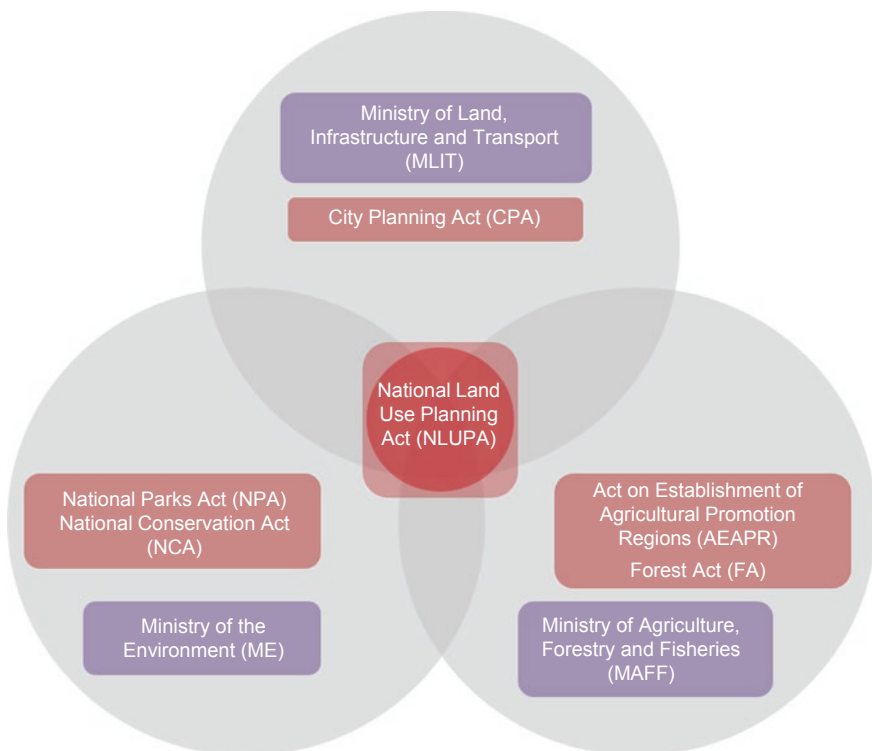 Ministry of Land,
Infrastructure and Transport
(MLIT)
City Planning Act (CPA)
National Land
Use Planning
Act (NLUPA)
National Parks Act (NPA)
National Conservation Act
(NCA)
Ministry of the
Environment (ME)
Act on Establishment of
Agricultural Promotion
Regions (AEAPR)
Forest Act (FA)
Ministry of Agriculture,
Forestry and Fisheries
(MAFF)